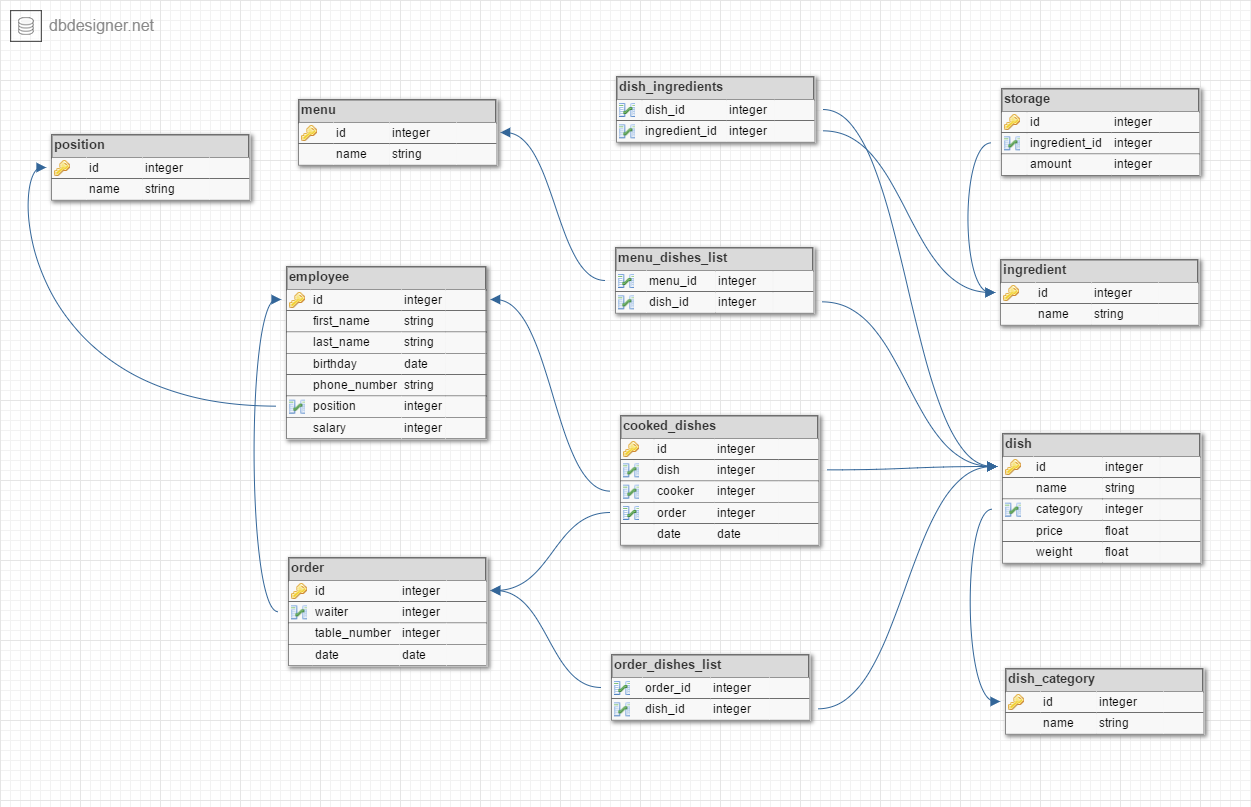 dbdesigner.net
position
id integer
name string
menu
id integer
name string
employee
id integer
first_name string
last_name string
birthday date
phone_number string
position integer
salary integer
order
id integer
waiter integer
table_number integer
date date
dish_ingredients
dish_id integer
ingredient_id integer
menu_dishes_list
menu_id integer
dish_id integer
cooked_dishes
id integer
dish integer
cooker integer
order integer
date date
order_dishes_list
order_id integer
dish_id integer
storage
id integer
ingredient_id integer
amount integer
ingredient
id integer
name string
dish
id integer
name string
category integer
price float
weight float
dish_category
id integer
name string